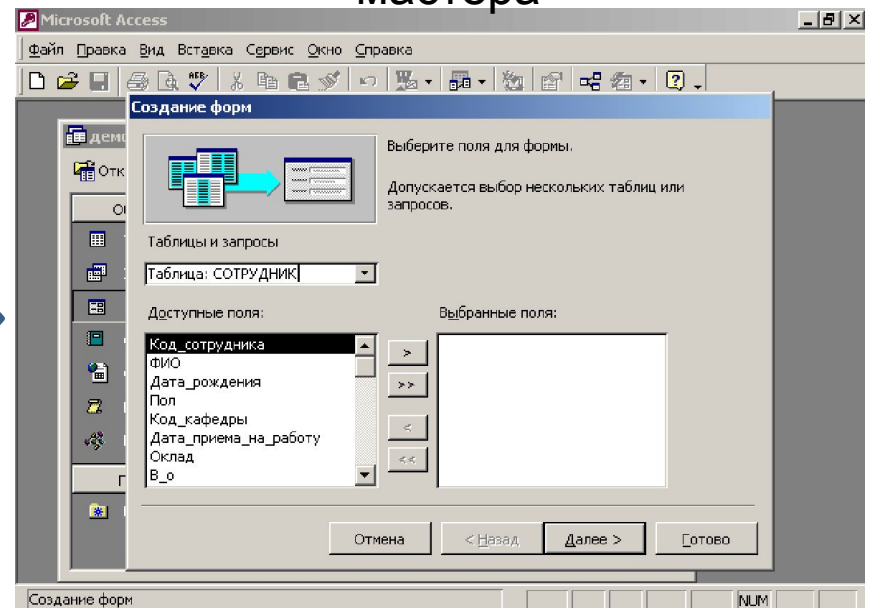 мастера
Microsoft Access
Файл Правка Вид Вставка Сервис Окно Справка
Создание форм
Выберите поля для формы.
Допускается выбор нескольких таблиц или
запросов.
Таблицы и запросы
Таблица: СОТРУДНИК
Доступные поля:
Выбранные поля:
Код_сотрудника
ФИО
Дата_рождения
Пол
Код_кафедры
Дата_приема_на_работу
Оклад
В_о
>
>>
<
<<
Отмена
< Назад
Далее >
Готово
Создание форм
NUM